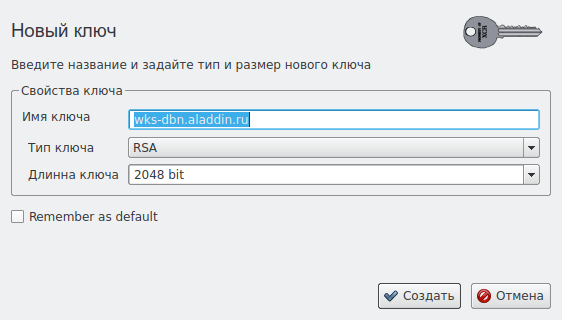 Новый ключ
Введите название и задайте тип и размер нового ключа
Свойства ключа
Имя ключа wks-dbn.aladdin.ru
Тип ключа RSA
Длинна ключа 2048 bit
Remember as default
Создать Отмена